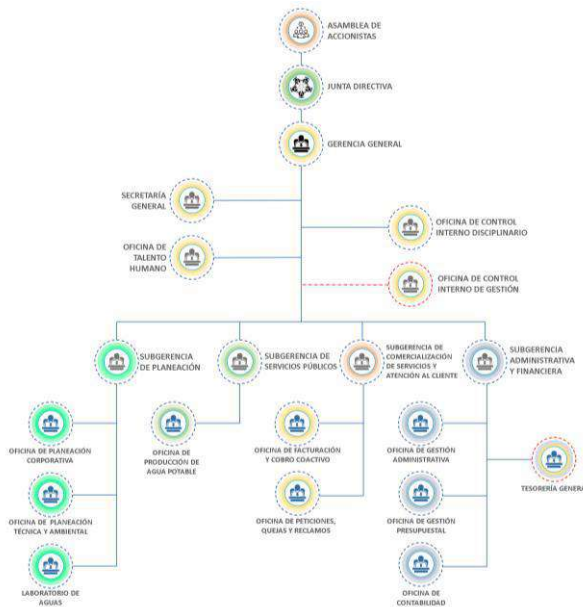 ASAMBLEA DE
ACCIONISTAS
JUNTA DIRECTIVA
GERENCIA GENERAL
SECRETARÍA
GENERAL
OFICINA DE CONTROL
INTERNO DISCIPLINARIO
OFICINA DE
TALENTO
HUMANO
OFICINA DE CONTROL
INTERNO DE GESTIÓN
SUBGERENCIA
DE PLANEACIÓN
SUBGERENCIA DE
SERVICIOS PÚBLICOS
SUBGERENCIA DE
COMERCIALIZACIÓN
DE SERVICIOS Y
ATENCIÓN AL CLIENTE
SUBGERENCIA
ADMINISTRATIVA
Y FINANCIERA
OFICINA DE PLANEACIÓN
CORPORATIVA
OFICINA DE
PRODUCCIÓN DE
AGUA POTABLE
OFICINA DE FACTURACIÓN
Y COBRO COACTIVO
OFICINA DE GESTIÓN
ADMINISTRATIVA
TESORERÍA GENERAL
OFICINA DE PLANEACIÓN
TÉCNICA Y AMBIENTAL
OFICINA DE PETICIONES,
QUEJAS Y RECLAMOS
OFICINA DE GESTIÓN
PRESUPUESTAL
LABORATORIO DE
AGUAS
OFICINA DE
CONTABILIDAD